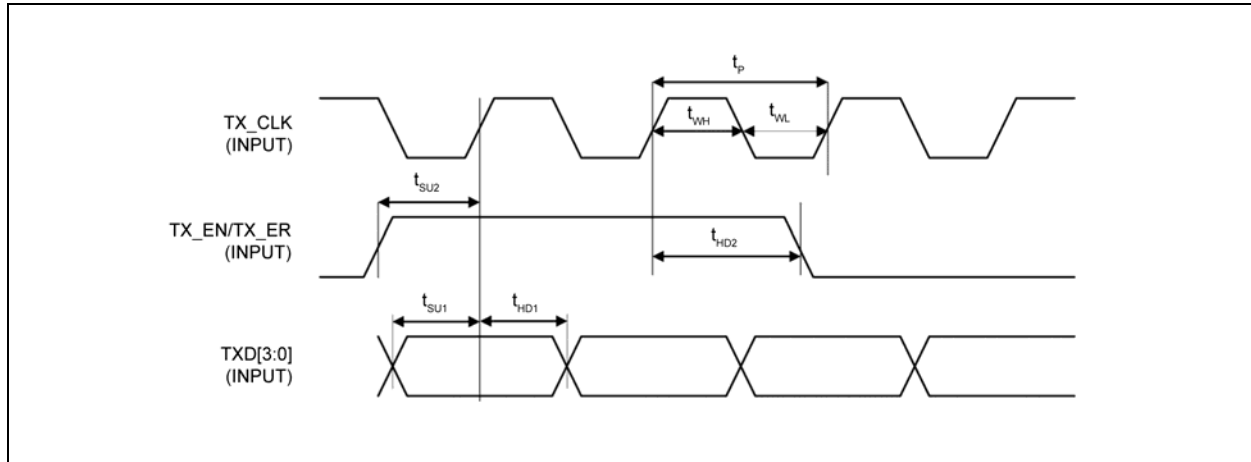 t_P
TX_CLK
(INPUT)
t_WH
t_WL
t_SU2
TX_EN/TX_ER
(INPUT)
t_HD2
t_SU1
t_HD1
TXD[3:0]
(INPUT)